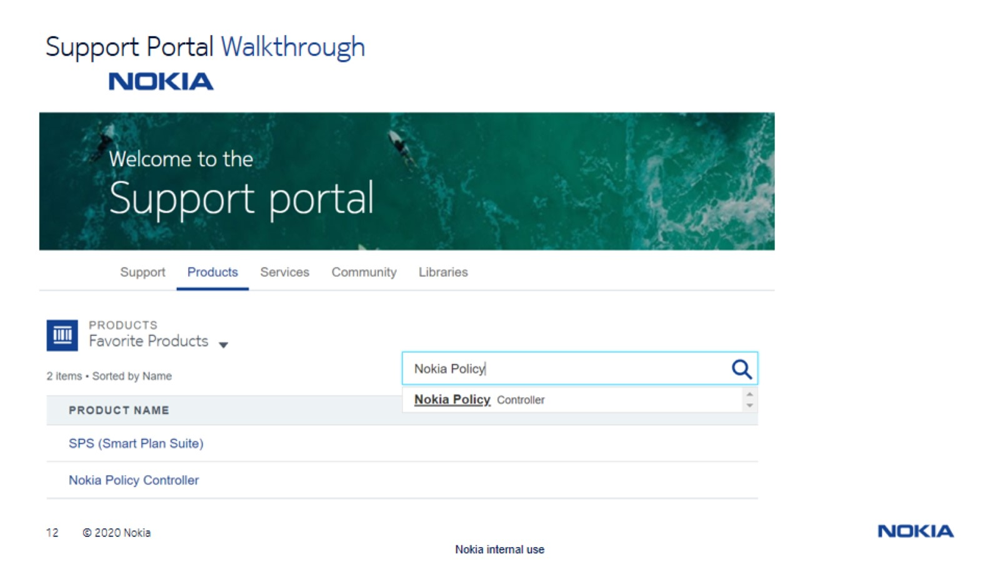 Support Portal Walkthrough
NOKIA
Welcome to the
Support portal
Support Products Services Community Libraries
PRODUCTS
Favorite Products
Nokia Policy
2 items • Sorted by Name
Nokia Policy Controller
PRODUCT NAME
SPS (Smart Plan Suite)
Nokia Policy Controller
12 © 2020 Nokia
NOKIA
Nokia internal use